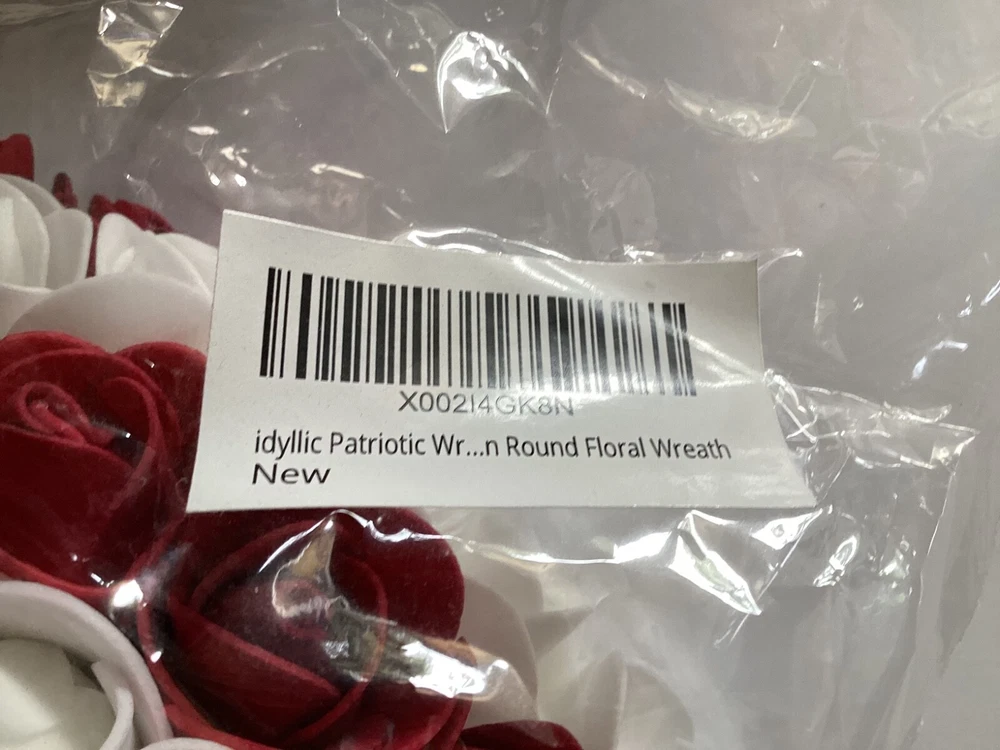 X002I4GK8N
idyllic Patriotic Wr...n Round Floral Wreath
New